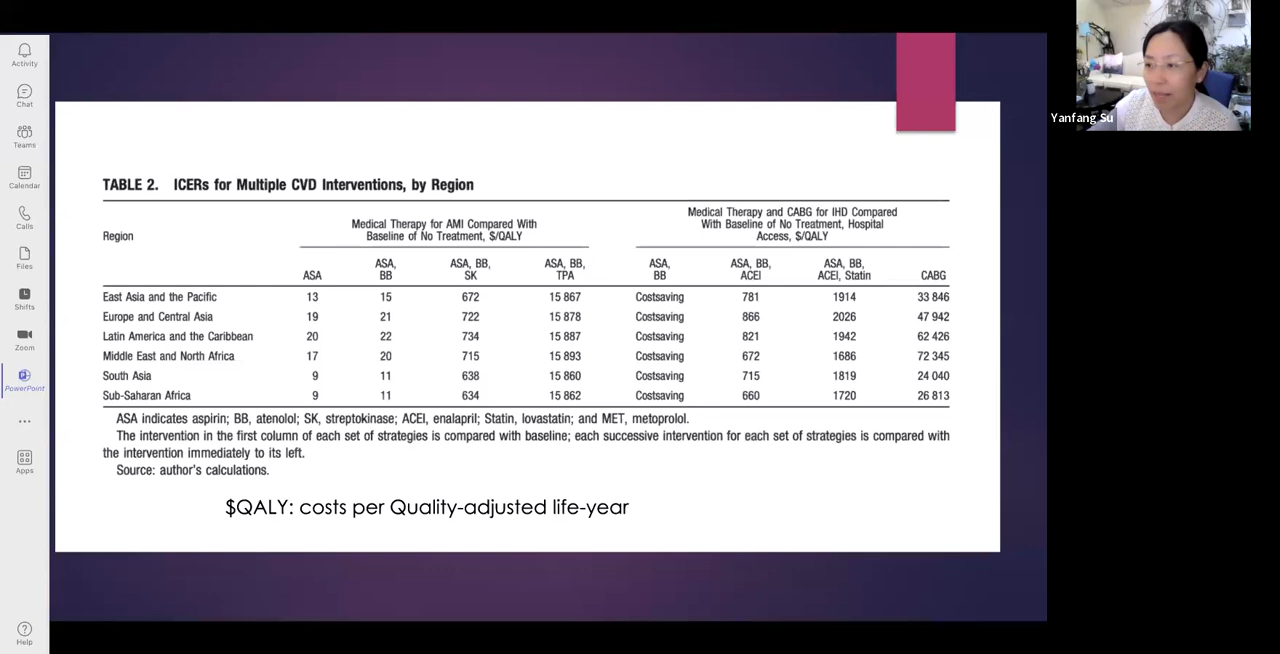 Activity
Chat
Teams
Calendar
Calls
Files
Shifts
Zoom
PowerPoint
...
Apps
Help
Yanfang Su
TABLE 2. ICERs for Multiple CVD Interventions, by Region
Region
Medical Therapy for AMI Compared With
Baseline of No Treatment, $/QALY
Medical Therapy and CABG for IHD Compared
With Baseline of No Treatment, Hospital
Access, $/QALY
ASA ASA, BB ASA, BB, SK ASA, BB, TPA ASA, BB ASA, BB, ACEI ASA, BB, ACEI, Statin CABG
East Asia and the Pacific 13 15 672 15 867 Costsaving 781 1914 33 846
Europe and Central Asia 19 21 722 15 878 Costsaving 866 2026 47 942
Latin America and the Caribbean 20 22 734 15 887 Costsaving 821 1942 62 426
Middle East and North Africa 17 20 715 15 893 Costsaving 672 1686 72 345
South Asia 9 11 638 15 860 Costsaving 715 1819 24 040
Sub-Saharan Africa 9 11 634 15 862 Costsaving 660 1720 26 813
ASA indicates aspirin; BB, atenolol; SK, streptokinase; ACEI, enalapril; Statin, lovastatin; and MET, metoprolol.
The intervention in the first column of each set of strategies is compared with baseline; each successive intervention for each set of strategies is compared with
the intervention immediately to its left.
Source: author's calculations.
$QALY: costs per Quality-adjusted life-year